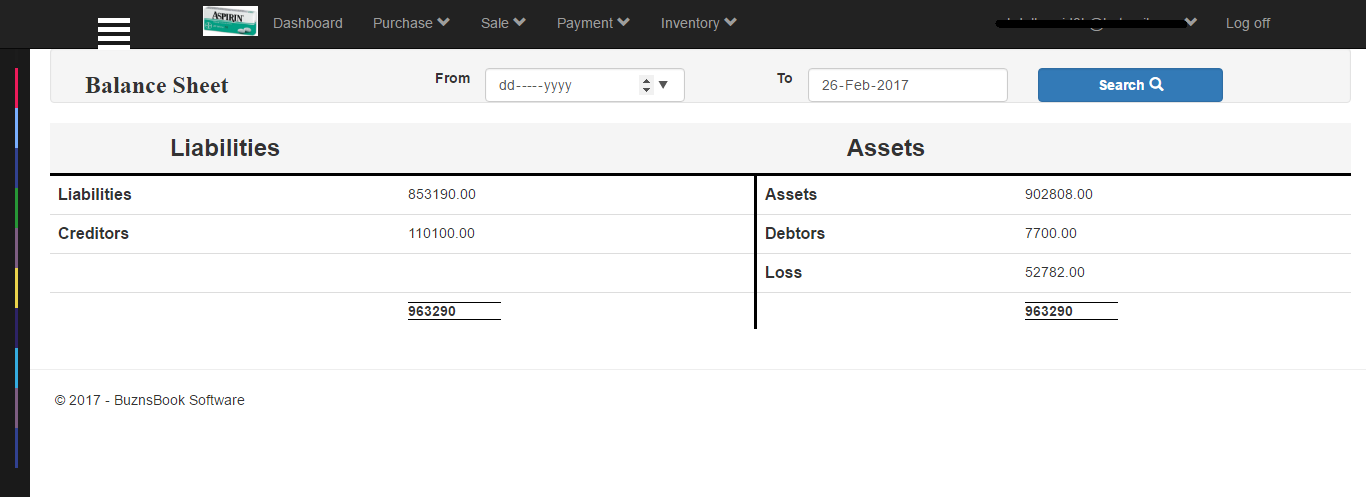 ASPIRIN Dashboard Purchase Sale Payment Inventory Log off
Balance Sheet From dd-----yyyy To 26-Feb-2017 Search
Liabilities Assets
Liabilities 853190.00 Assets 902808.00
Creditors 110100.00 Debtors 7700.00
Loss 52782.00
963290 963290
© 2017 - BuznsBook Software